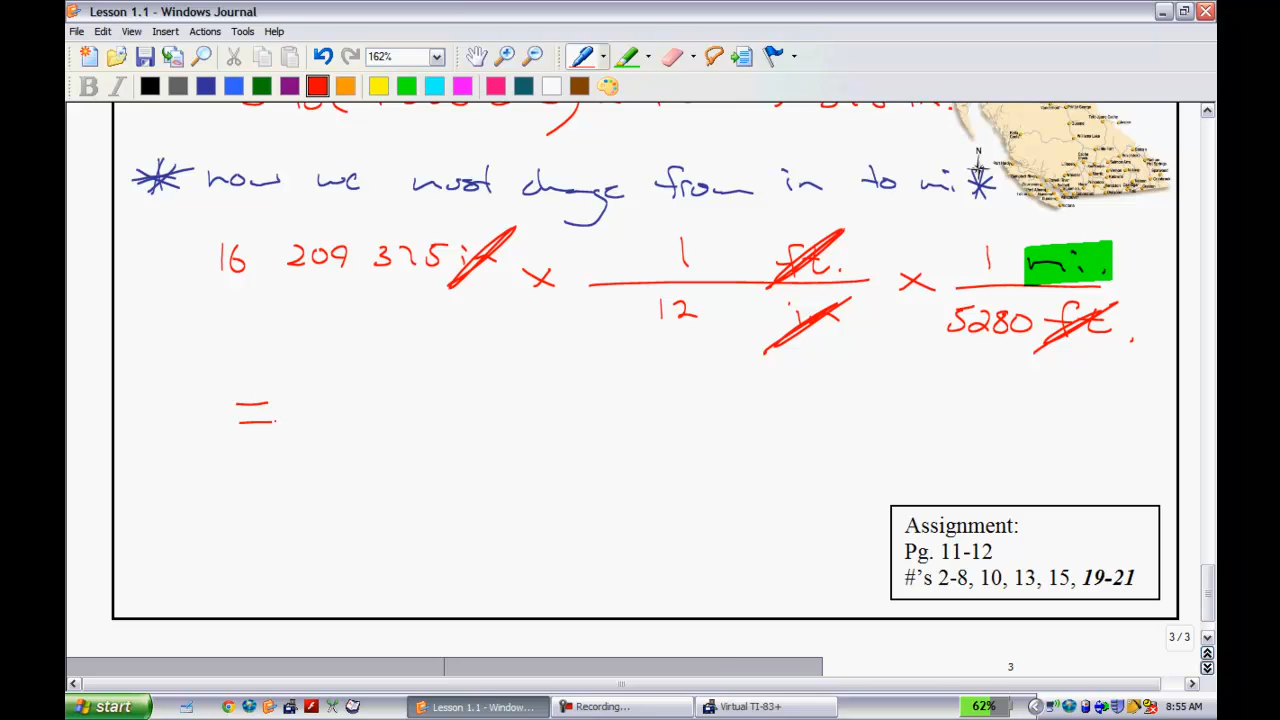 Lesson 1.1 - Windows Journal
File Edit View Insert Actions Tools Help
162%
B I
* now we must change from in to mi *
N
16 209 375 in × 1 ft. × 1 mi.
12 in 5280 ft.
=
Assignment:
Pg. 11-12
#'s 2-8, 10, 13, 15, 19-21
3 / 3
3
start
Lesson 1.1 - Window...
Recording...
Virtual TI-83+
62%
8:55 AM